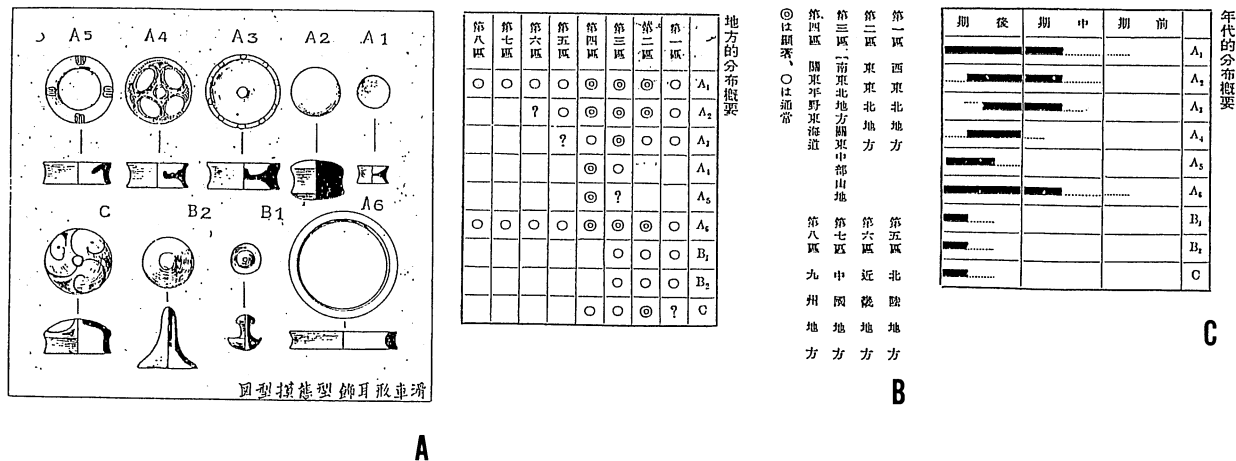 A5 A4 A3 A2 A1
C B2 B1 A6
滑車形耳飾型態模型図
A
地方的分布概要
第一區 第二區 第三區 第四區 第五區 第六區 第七區 第八區
A₁ ○ ◎ ◎ ◎ ○ ○ ○ ○
A₂ ○ ◎ ◎ ◎ ○ ?
A₃ ○ ○ ◎ ○ ?
A₄ ○ ◎
A₅ ? ◎
A₆ ○ ◎ ◎ ◎ ○ ○ ○ ○
B₁ ○ ○ ○
B₂ ○ ○ ○
C ? ◎ ○ ○
第一區 西東北地方
第二區 東東北地方
第三區 南東北地方關東中部山地
第四區 關東平野東海道
第五區 北陸地方
第六區 近畿地方
第七區 中國地方
第八區 九州地方
◎は顯著、○は通常
B
年代的分布概要
前期 中期 後期
A₁
A₂
A₃
A₄
A₅
A₆
B₁
B₁
C
C